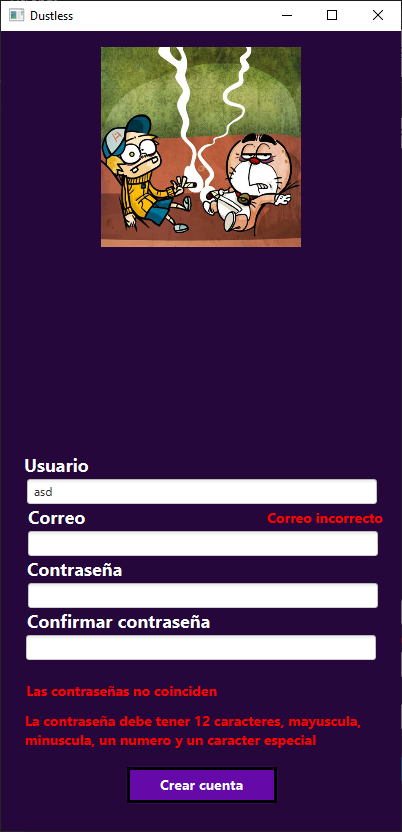 Dustless
Usuario
asd
Correo Correo incorrecto
Contraseña
Confirmar contraseña
Las contraseñas no coinciden
La contraseña debe tener 12 caracteres, mayuscula,
minuscula, un numero y un caracter especial
Crear cuenta